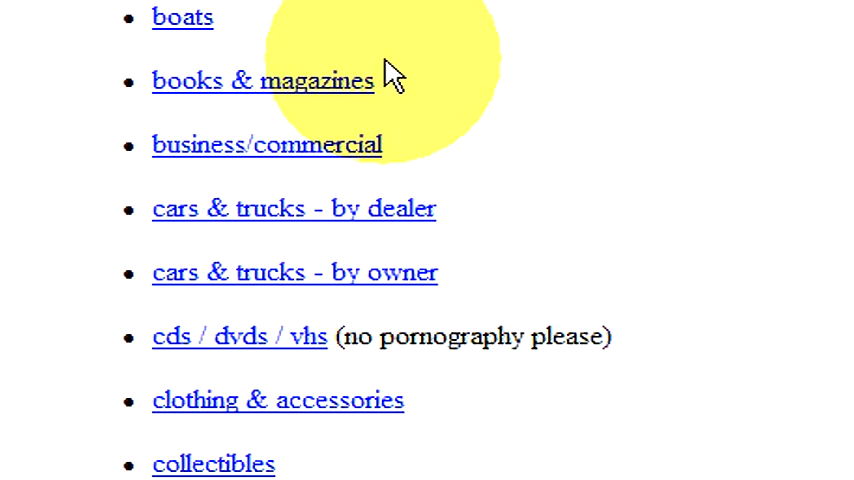 boats
books & magazines
business/commercial
cars & trucks - by dealer
cars & trucks - by owner
cds / dvds / vhs (no pornography please)
clothing & accessories
collectibles